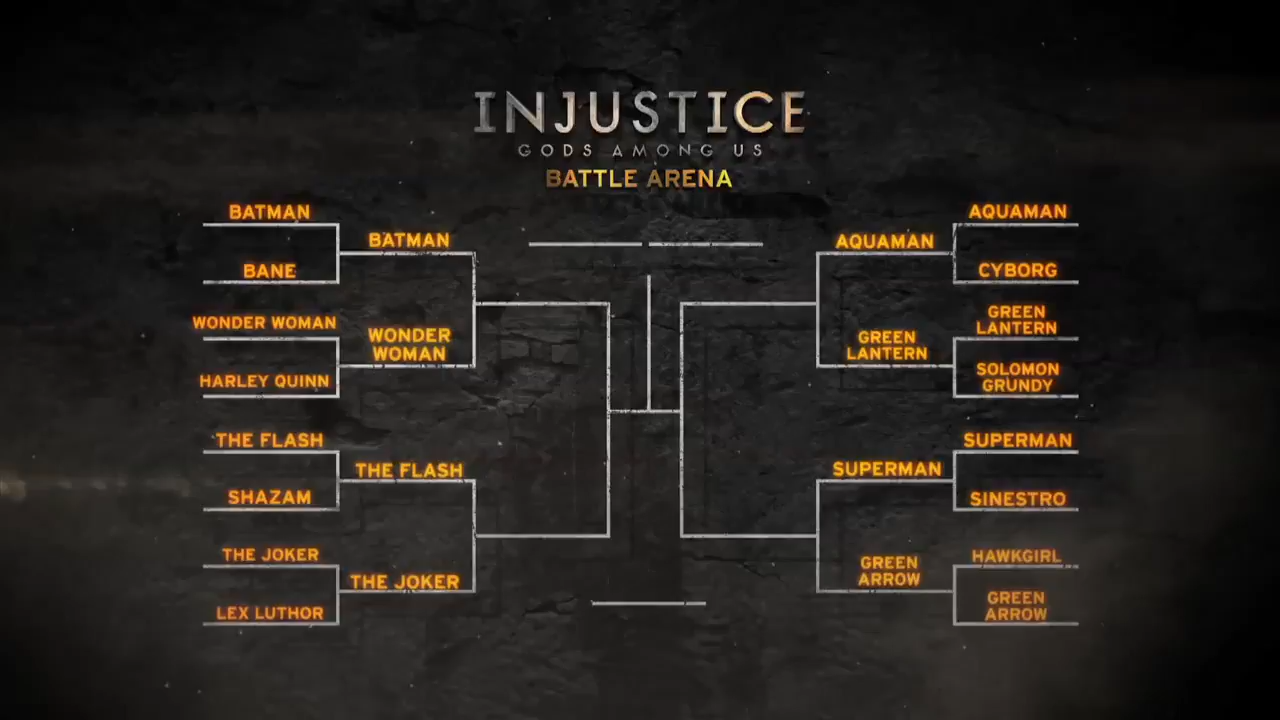 INJUSTICE
GODS AMONG US
BATTLE ARENA
BATMAN
BANE
WONDER WOMAN
HARLEY QUINN
THE FLASH
SHAZAM
THE JOKER
LEX LUTHOR
BATMAN
WONDER
WOMAN
THE FLASH
THE JOKER
AQUAMAN
GREEN
LANTERN
SUPERMAN
GREEN
ARROW
AQUAMAN
CYBORG
GREEN
LANTERN
SOLOMON
GRUNDY
SUPERMAN
SINESTRO
HAWKGIRL
GREEN
ARROW